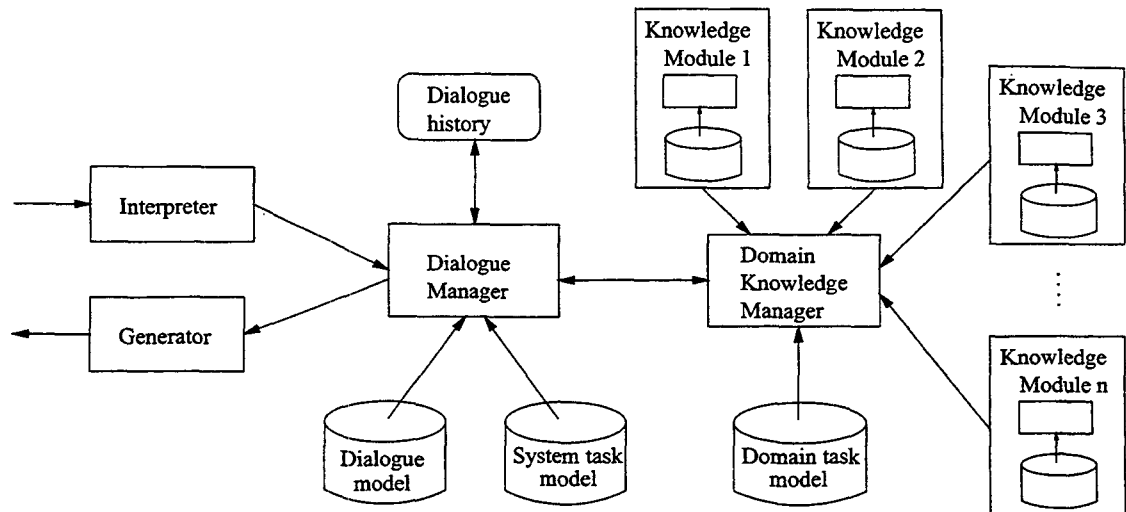 Knowledge
Module 1
Knowledge
Module 2
Knowledge
Module 3
Dialogue
history
Interpreter
Dialogue
Manager
Domain
Knowledge
Manager
Generator
Knowledge
Module n
Dialogue
model
System task
model
Domain task
model